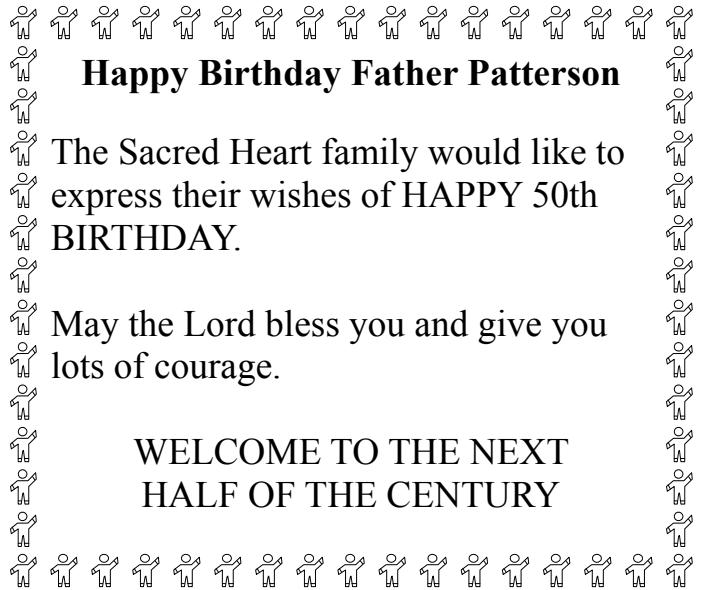 Happy Birthday Father Patterson
The Sacred Heart family would like to
express their wishes of HAPPY 50th
BIRTHDAY.
May the Lord bless you and give you
lots of courage.
WELCOME TO THE NEXT
HALF OF THE CENTURY